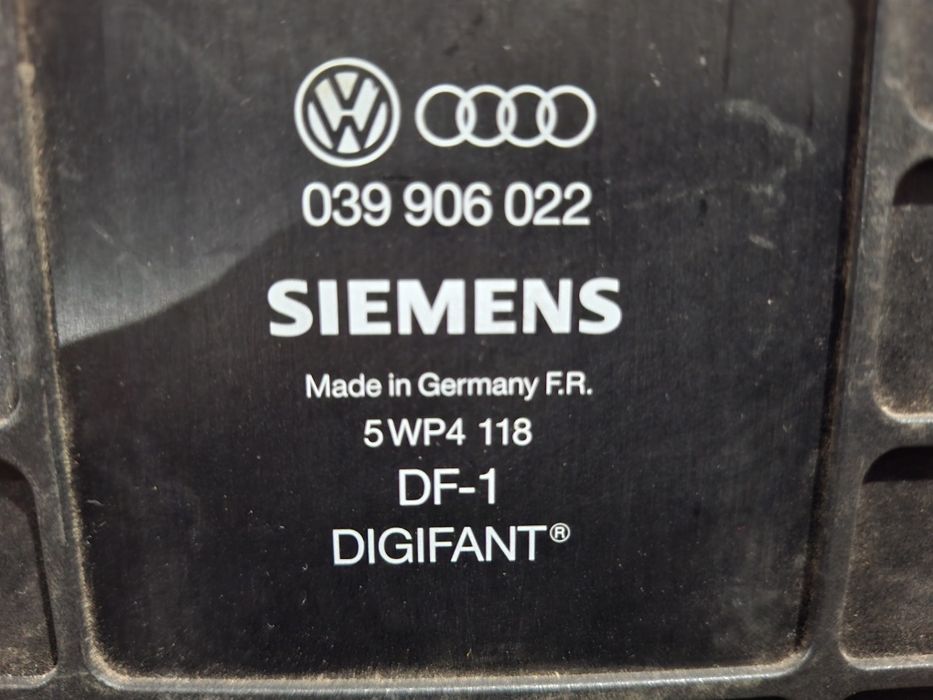 039 906 022
SIEMENS
Made in Germany F.R.
5WP4 118
DF-1
DIGIFANT®